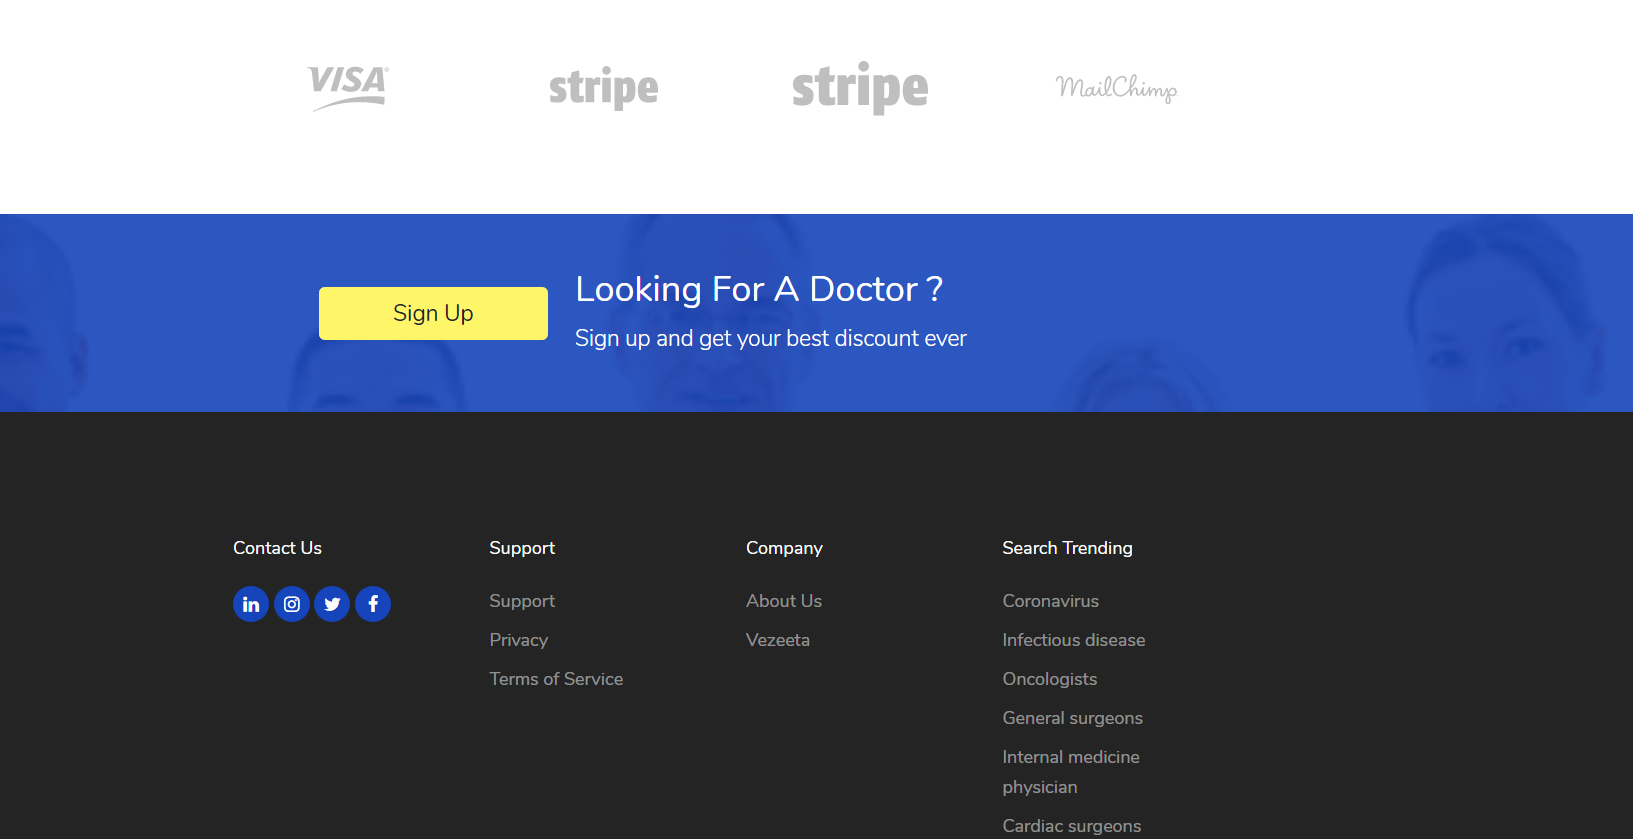 VISA
stripe
stripe
MailChimp
Sign Up
Looking For A Doctor ?
Sign up and get your best discount ever
Contact Us
in
Support
Support
Privacy
Terms of Service
Company
About Us
Vezeeta
Search Trending
Coronavirus
Infectious disease
Oncologists
General surgeons
Internal medicine
physician
Cardiac surgeons